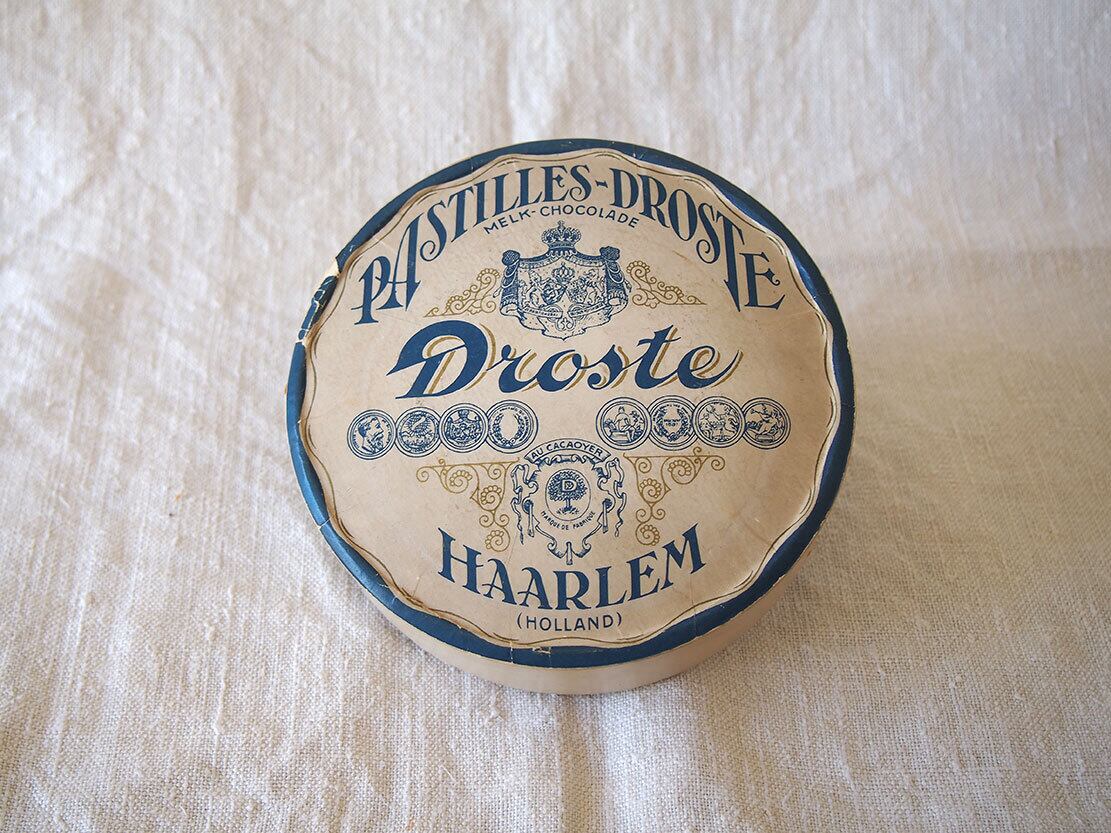 PASTILLES-DROSTE
MELK-CHOCOLADE
Droste
AU CACAOYER
D
MARQUE DE FABRIQUE
HAARLEM
(HOLLAND)